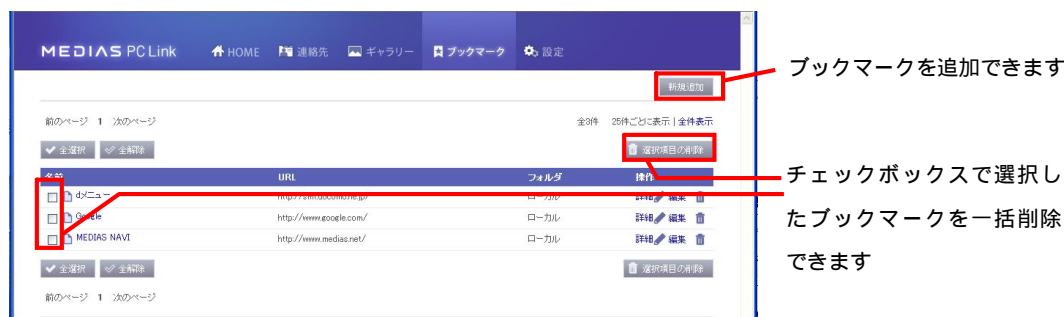 MEDIAS PC Link HOME 連絡先 ギャラリー ブックマーク 設定
ブックマークを追加できます
新規追加
前のページ 1 次のページ 全3件 25件ごとに表示 | 全件表示
全選択 全解除 選択項目の削除
名前 URL フォルダ 操作
dメニュー http://smt.docomo.ne.jp/ ローカル 詳細 編集
Google http://www.google.com/ ローカル 詳細 編集
MEDIAS NAVI http://www.medias.net/ ローカル 詳細 編集
全選択 全解除 選択項目の削除
前のページ 1 次のページ
チェックボックスで選択し
たブックマークを一括削除
できます